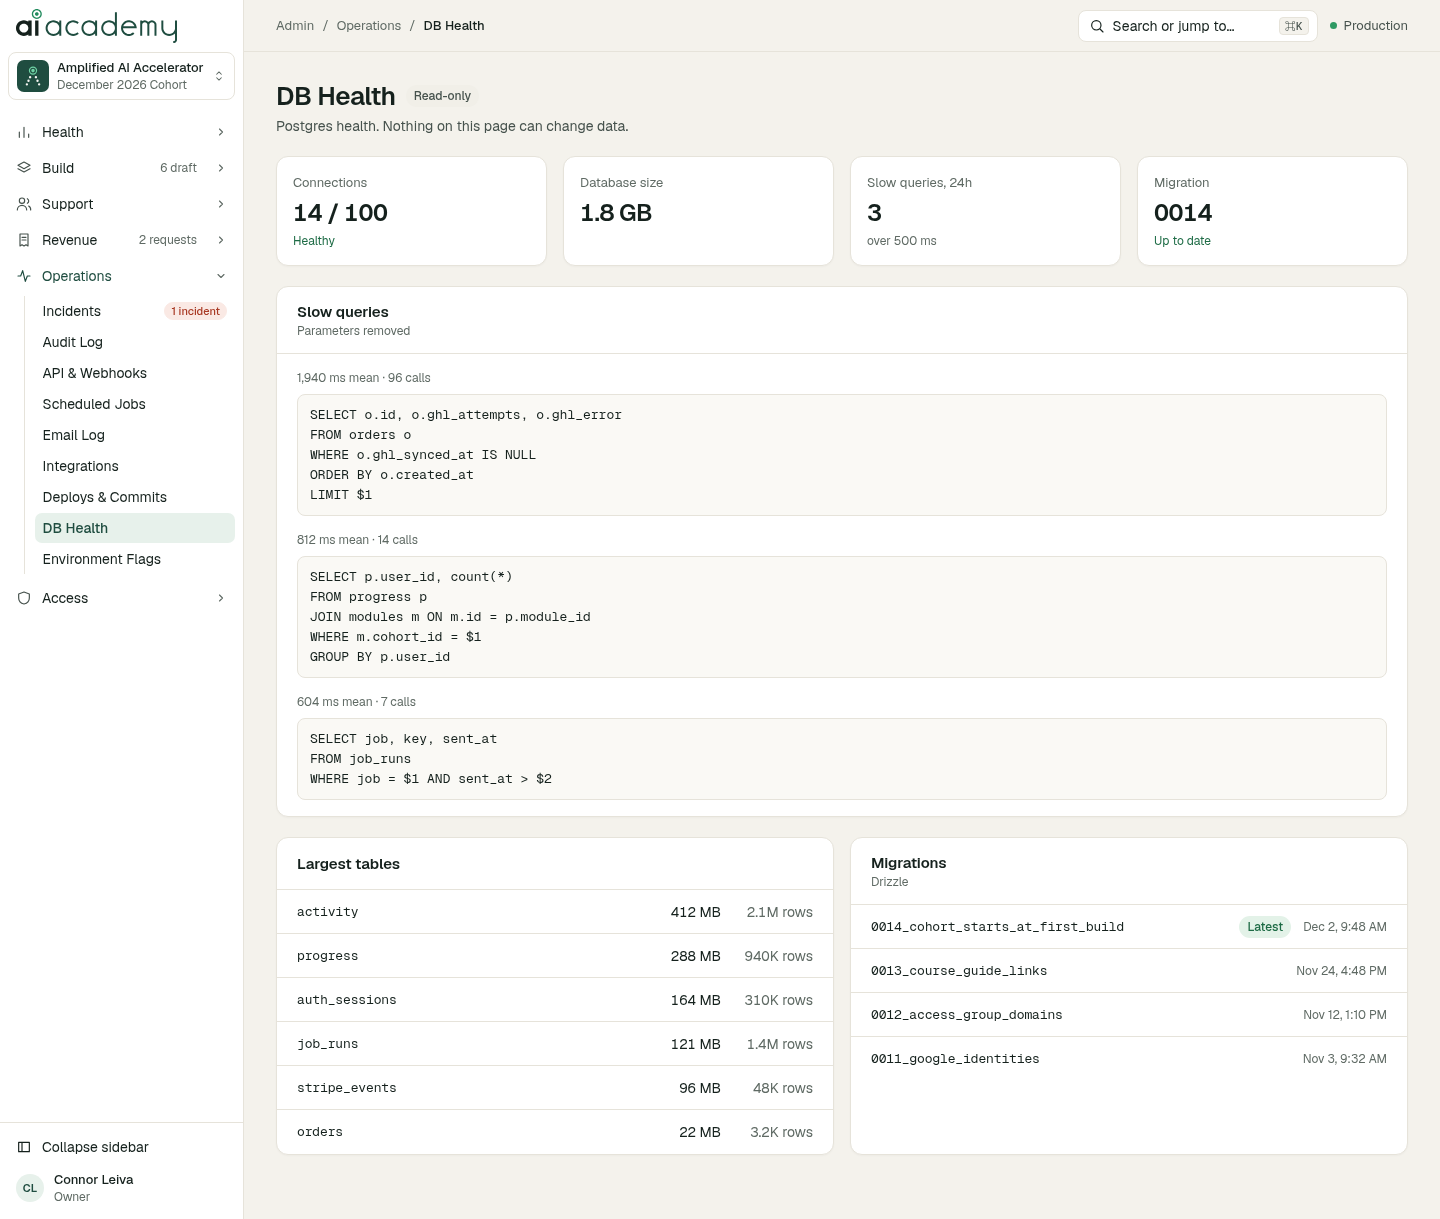 ai academy
Amplified AI Accelerator
December 2026 Cohort
Health
Build 6 draft
Support
Revenue 2 requests
Operations
Incidents 1 incident
Audit Log
API & Webhooks
Scheduled Jobs
Email Log
Integrations
Deploys & Commits
DB Health
Environment Flags
Access
Collapse sidebar
CL
Connor Leiva
Owner
Admin / Operations / DB Health
Search or jump to... ⌘K
Production
DB Health Read-only
Postgres health. Nothing on this page can change data.
Connections
14 / 100
Healthy
Database size
1.8 GB
Slow queries, 24h
3
over 500 ms
Migration
0014
Up to date
Slow queries
Parameters removed
1,940 ms mean · 96 calls
SELECT o.id, o.ghl_attempts, o.ghl_error
FROM orders o
WHERE o.ghl_synced_at IS NULL
ORDER BY o.created_at
LIMIT $1
812 ms mean · 14 calls
SELECT p.user_id, count(*)
FROM progress p
JOIN modules m ON m.id = p.module_id
WHERE m.cohort_id = $1
GROUP BY p.user_id
604 ms mean · 7 calls
SELECT job, key, sent_at
FROM job_runs
WHERE job = $1 AND sent_at > $2
Largest tables
activity 412 MB 2.1M rows
progress 288 MB 940K rows
auth_sessions 164 MB 310K rows
job_runs 121 MB 1.4M rows
stripe_events 96 MB 48K rows
orders 22 MB 3.2K rows
Migrations
Drizzle
0014_cohort_starts_at_first_build Latest Dec 2, 9:48 AM
0013_course_guide_links Nov 24, 4:48 PM
0012_access_group_domains Nov 12, 1:10 PM
0011_google_identities Nov 3, 9:32 AM